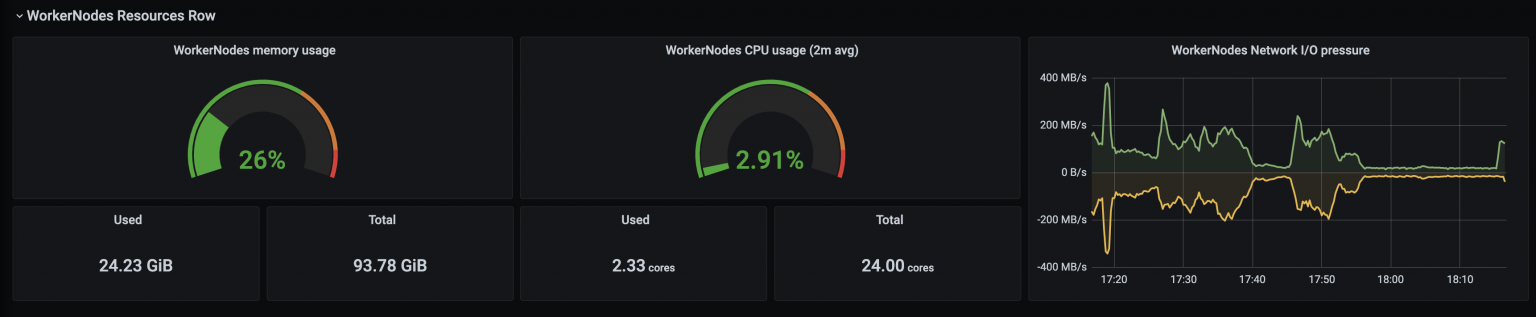 WorkerNodes Resources Row
WorkerNodes memory usage
26%
Used
24.23 GiB
Total
93.78 GiB
WorkerNodes CPU usage (2m avg)
2.91%
Used
2.33 cores
Total
24.00 cores
WorkerNodes Network I/O pressure
400 MB/s
200 MB/s
0 B/s
-200 MB/s
-400 MB/s
17:20 17:30 17:40 17:50 18:00 18:10